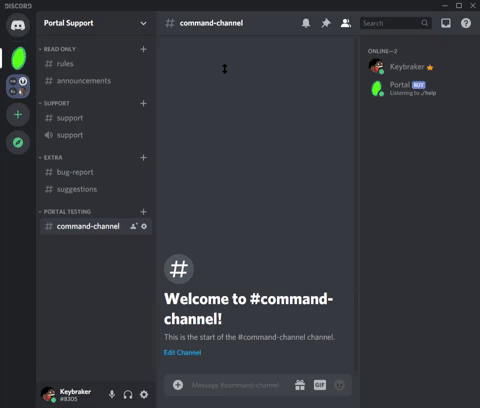 DISCORD
Portal Support
# command-channel
Search
READ ONLY
# rules
# announcements
SUPPORT
# support
support
EXTRA
# bug-report
# suggestions
PORTAL TESTING
# command-channel
ONLINE—2
Keybraker
Portal BOT
Listening to ./help
Welcome to #command-
channel!
This is the start of the #command-channel channel.
Edit Channel
Message #command-channel
GIF
Keybraker
#8305